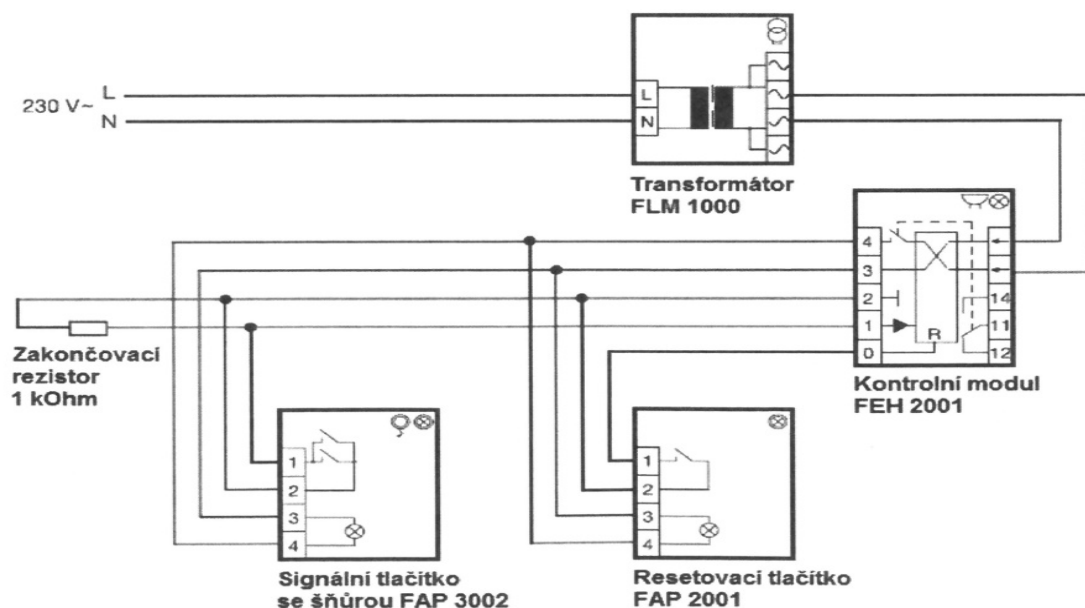 230 V~
L
N
L
N
Transformátor
FLM 1000
4
3
2
1
0
R
14
11
12
Kontrolní modul
FEH 2001
Zakončovací
rezistor
1 kOhm
1
2
3
4
Signální tlačítko
se šňůrou FAP 3002
1
2
3
4
Resetovací tlačítko
FAP 2001